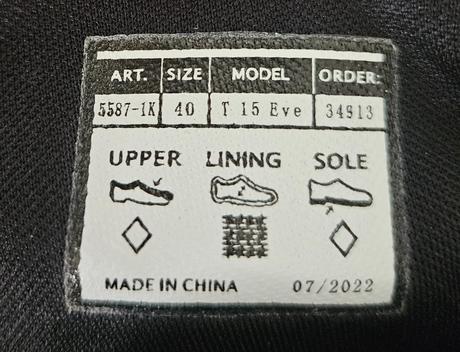 ART. SIZE MODEL ORDER:
5587-1K 40 T 15 Eve 34913
UPPER LINING SOLE
MADE IN CHINA 07/2022